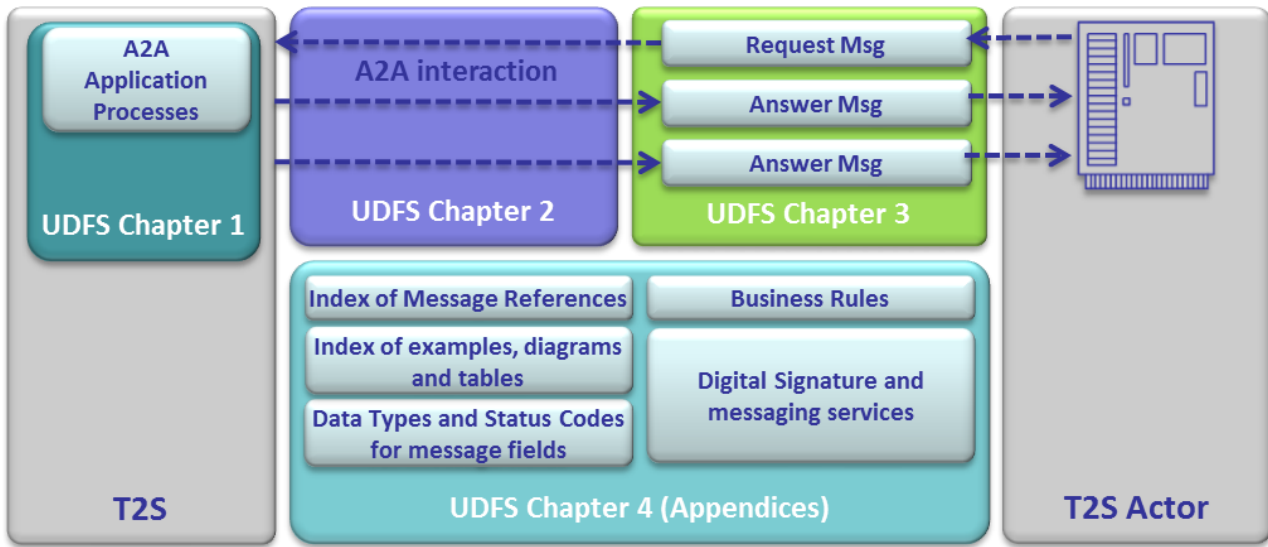 A2A
Application
Processes
UDFS Chapter 1
T2S
A2A interaction
UDFS Chapter 2
Request Msg
Answer Msg
Answer Msg
UDFS Chapter 3
Index of Message References
Index of examples, diagrams
and tables
Data Types and Status Codes
for message fields
Business Rules
Digital Signature and
messaging services
UDFS Chapter 4 (Appendices)
T2S Actor